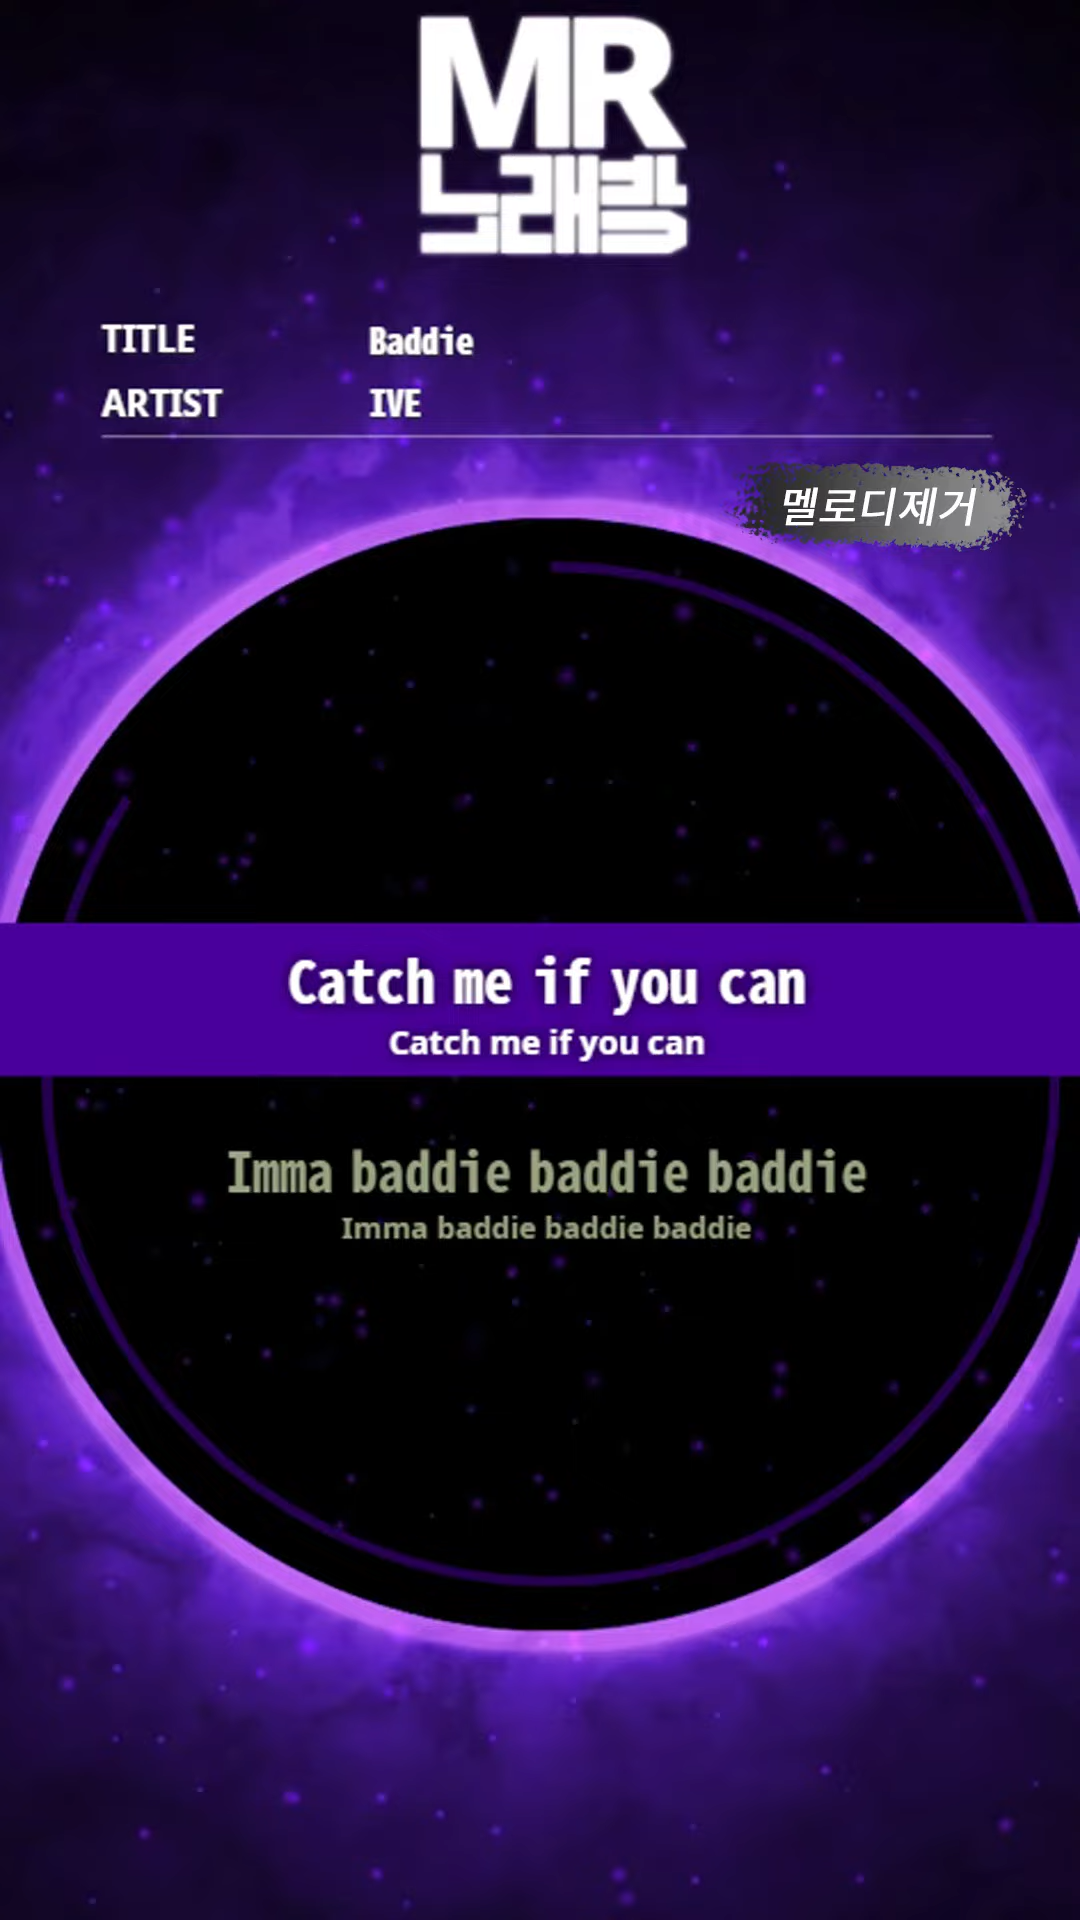 MR
노래방
TITLE Baddie
ARTIST IVE
멜로디제거
Catch me if you can
Catch me if you can
Imma baddie baddie baddie
Imma baddie baddie baddie